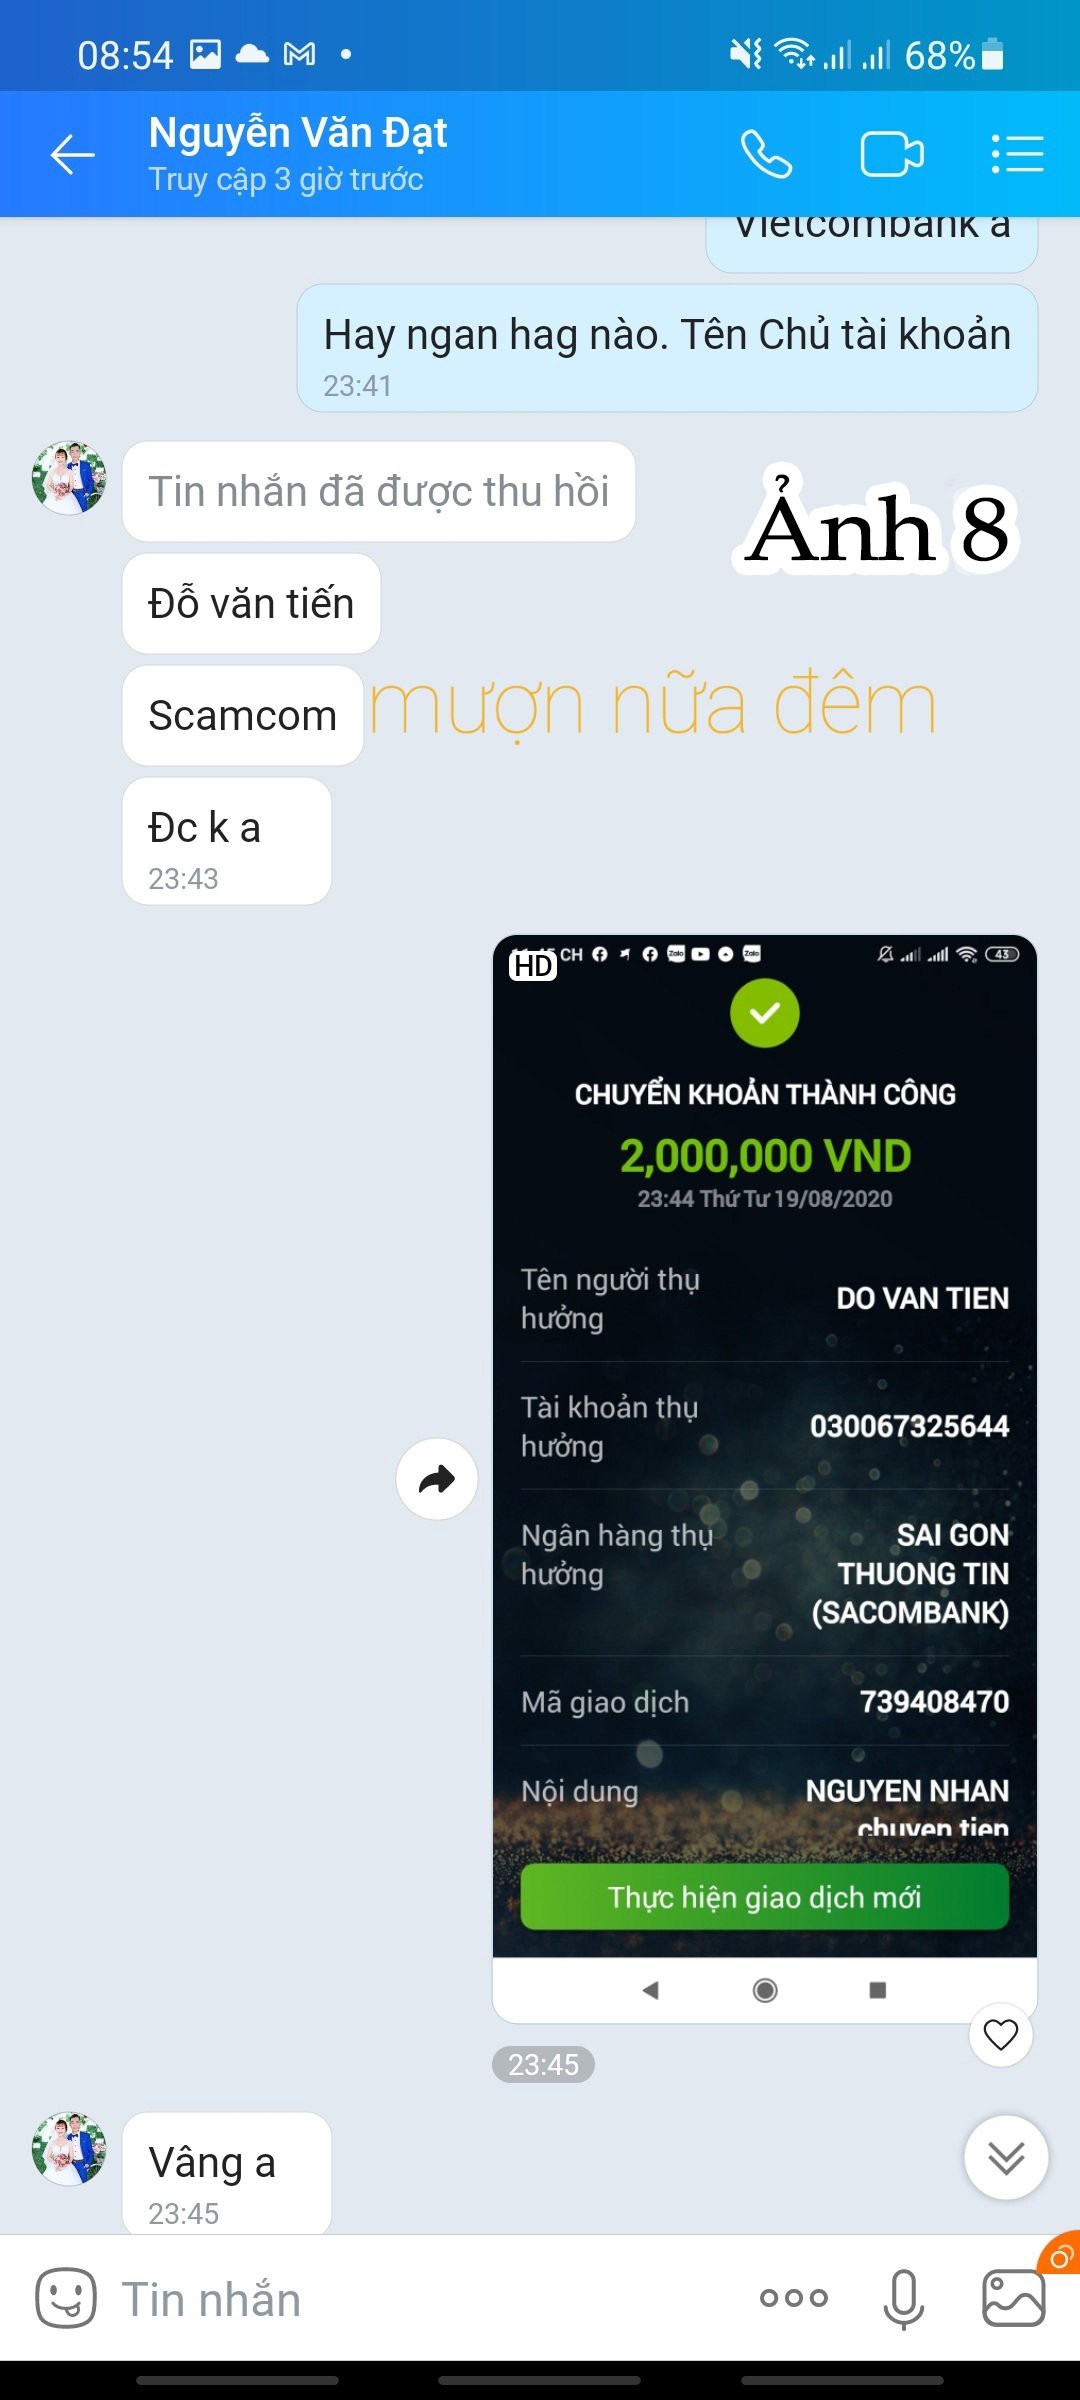 08:54 68%
Nguyễn Văn Đạt
Truy cập 3 giờ trước
Vietcombank a
Hay ngan hag nào. Tên Chủ tài khoản
23:41
Tin nhắn đã được thu hồi
Ảnh 8
Đỗ văn tiến
Scamcom
mượn nữa đêm
Đc k a
23:43
HD
CH Zalo Zalo 43
CHUYỂN KHOẢN THÀNH CÔNG
2,000,000 VND
23:44 Thứ Tư 19/08/2020
Tên người thụ
hưởng
DO VAN TIEN
Tài khoản thụ
hưởng
030067325644
Ngân hàng thụ
hưởng
SAI GON
THUONG TIN
(SACOMBANK)
Mã giao dịch
739408470
Nội dung
NGUYEN NHAN
chuyen tien
Thực hiện giao dịch mới
23:45
Vâng a
23:45
Tin nhắn